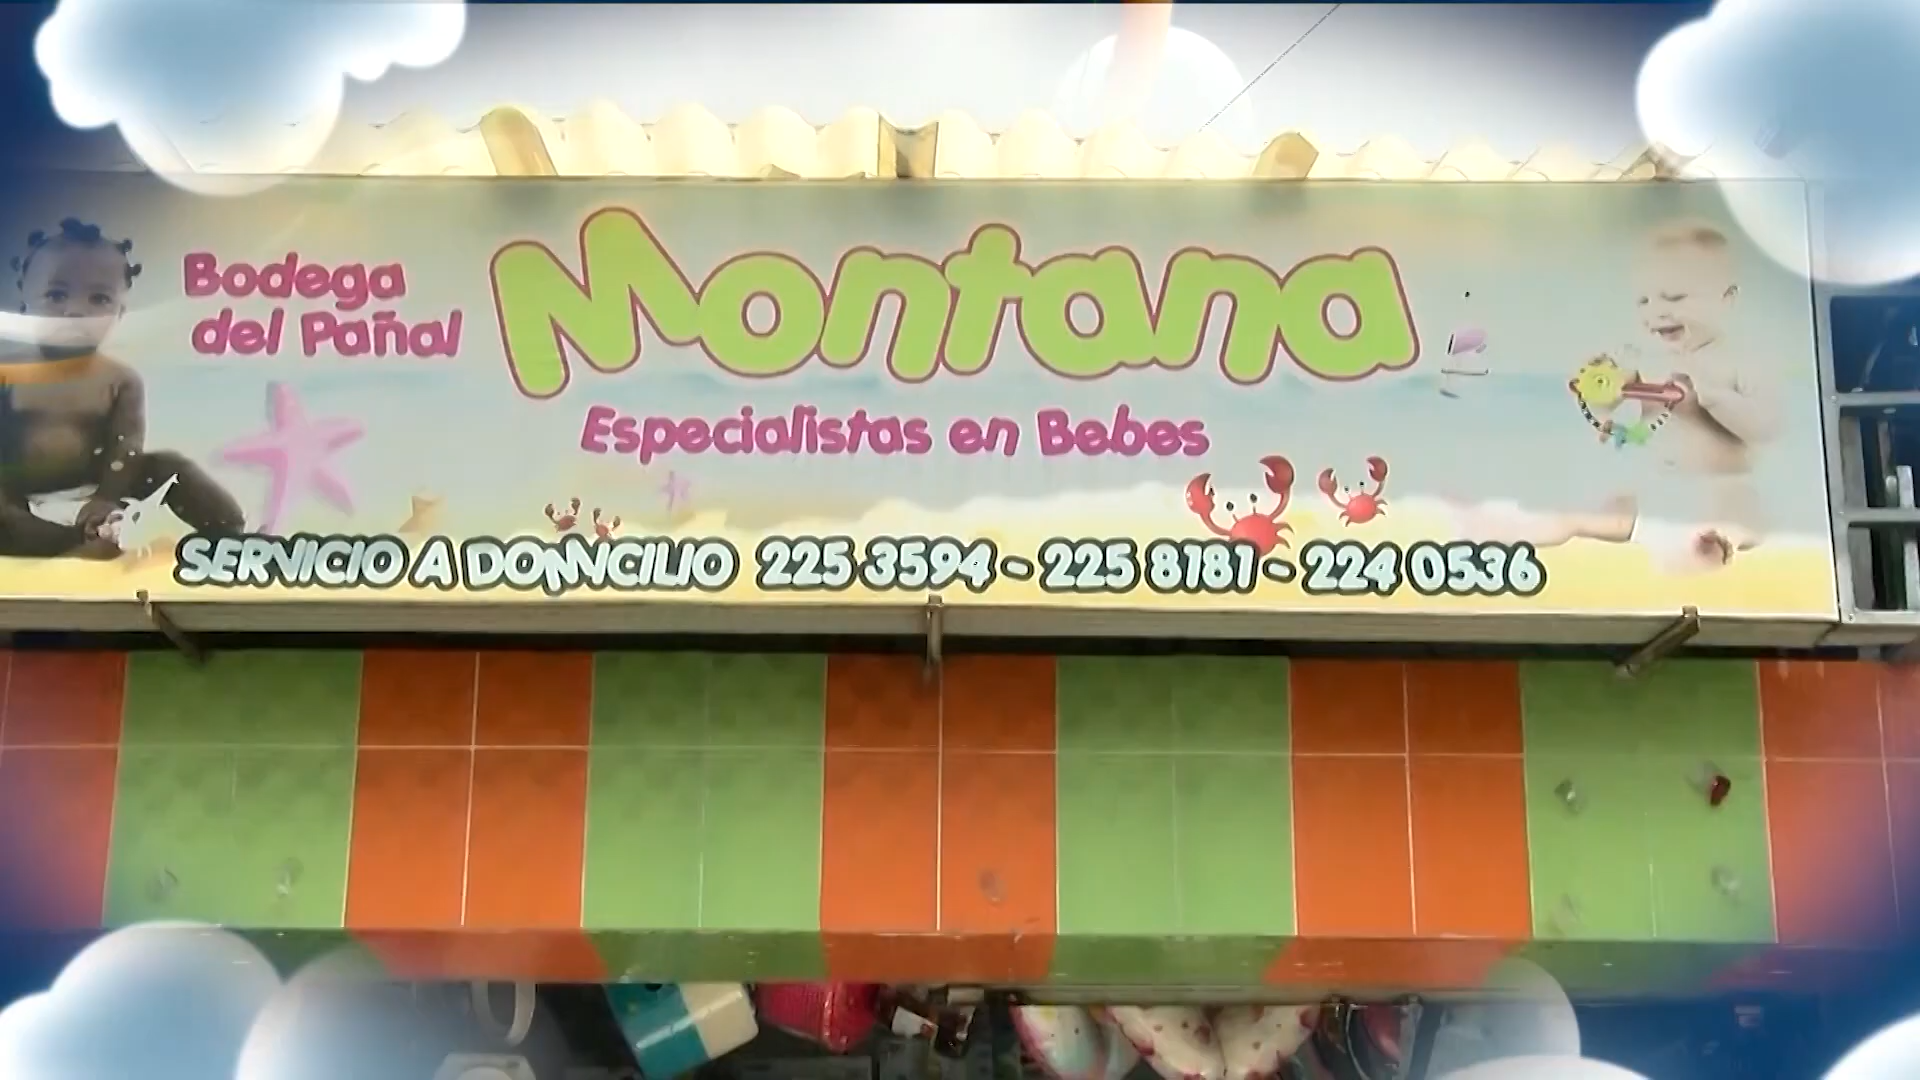 Bodega
del Pañal
Montana
Especialistas en Bebes
SERVICIO A DOMICILIO 225 3594 - 225 8181 - 224 0536